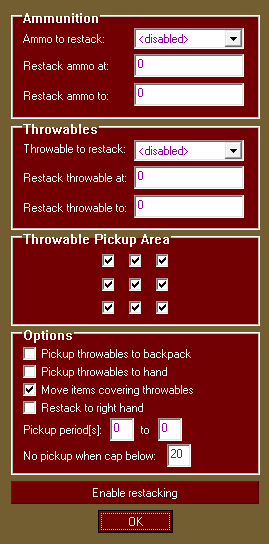 Ammunition
Ammo to restack: <disabled>
Restack ammo at: 0
Restack ammo to: 0
Throwables
Throwable to restack: <disabled>
Restack throwable at: 0
Restack throwable to: 0
Throwable Pickup Area
Options
Pickup throwables to backpack
Pickup throwables to hand
Move items covering throwables
Restack to right hand
Pickup period[s]: 0 to 0
No pickup when cap below: 20
Enable restacking
OK